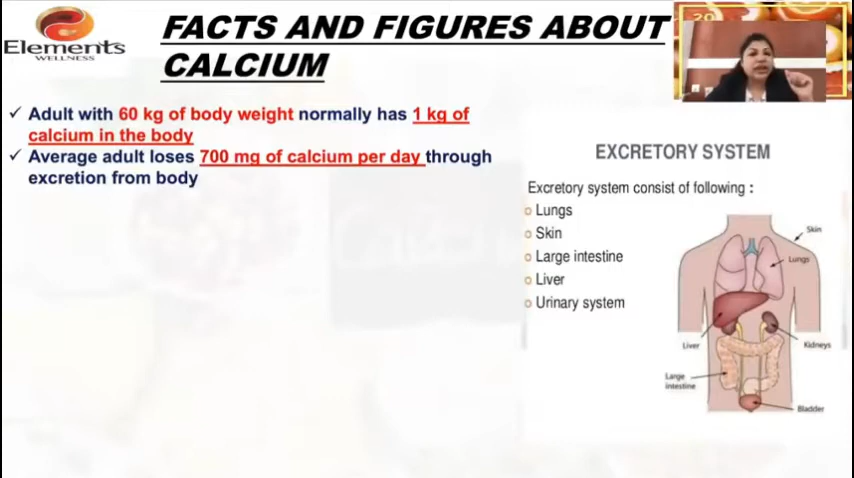 Elements
WELLNESS
FACTS AND FIGURES ABOUT
CALCIUM
✓ Adult with 60 kg of body weight normally has 1 kg of
calcium in the body
✓ Average adult loses 700 mg of calcium per day through
excretion from body
20
EXCRETORY SYSTEM
Excretory system consist of following :
Lungs
Skin
Large intestine
Liver
Urinary system
Skin
Lungs
Liver
Kidneys
Large
intestine
Bladder